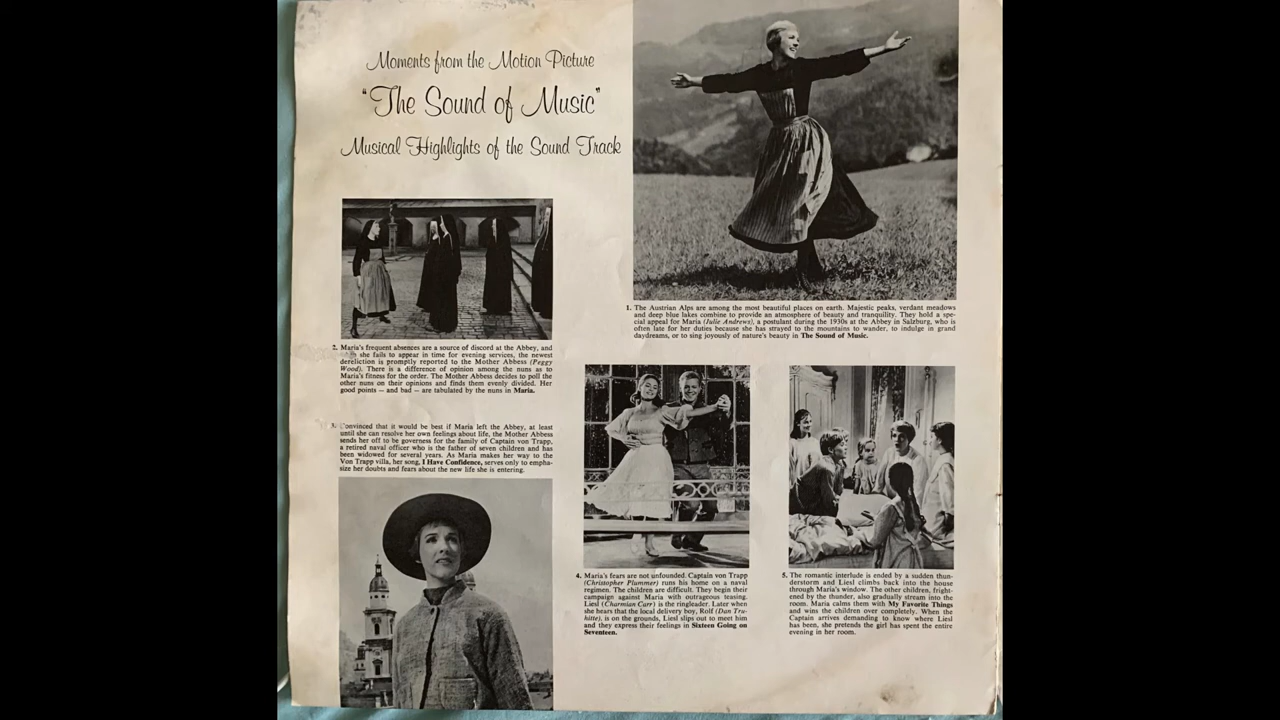 Moments from the Motion Picture
"The Sound of Music"
Musical Highlights of the Sound Track
1. The Austrian Alps are among the most beautiful places on earth. Majestic peaks, verdant meadows
and deep blue lakes combine to provide an atmosphere of beauty and tranquility. They hold a spe-
cial appeal for Maria (Julie Andrews), a postulant during the 1930s at the Abbey in Salzburg, who is
often late for her duties because she has strayed to the mountains to wander, to indulge in grand
daydreams, or to sing joyously of nature's beauty in The Sound of Music.
2. Maria's frequent absences are a source of discord at the Abbey, and
she fails to appear in time for evening services, the newest
dereliction is promptly reported to the Mother Abbess (Peggy
Wood). There is a difference of opinion among the nuns as to
Maria's fitness for the order. The Mother Abbess decides to poll the
other nuns on their opinions and finds them evenly divided. Her
good points — and bad — are tabulated by the nuns in Maria.
3. Convinced that it would be best if Maria left the Abbey, at least
until she can resolve her own feelings about life, the Mother Abbess
sends her off to be governess for the family of Captain von Trapp,
a retired naval officer who is the father of seven children and has
been widowed for several years. As Maria makes her way to the
Von Trapp villa, her song, I Have Confidence, serves only to empha-
size her doubts and fears about the new life she is entering.
4. Maria's fears are not unfounded. Captain von Trapp
(Christopher Plummer) runs his home on a naval
regimen. The children are difficult. They begin their
campaign against Maria with outrageous teasing.
Liesl (Charmian Carr) is the ringleader. Later when
she hears that the local delivery boy, Rolf (Dan Tru-
hitte), is on the grounds, Liesl slips out to meet him
and they express their feelings in Sixteen Going on
Seventeen.
5. The romantic interlude is ended by a sudden thun-
derstorm and Liesl climbs back into the house
through Maria's window. The other children, fright-
ened by the thunder, also gradually stream into the
room. Maria calms them with My Favorite Things
and wins the children over completely. When the
Captain arrives demanding to know where Liesl
has been, she pretends the girl has spent the entire
evening in her room.